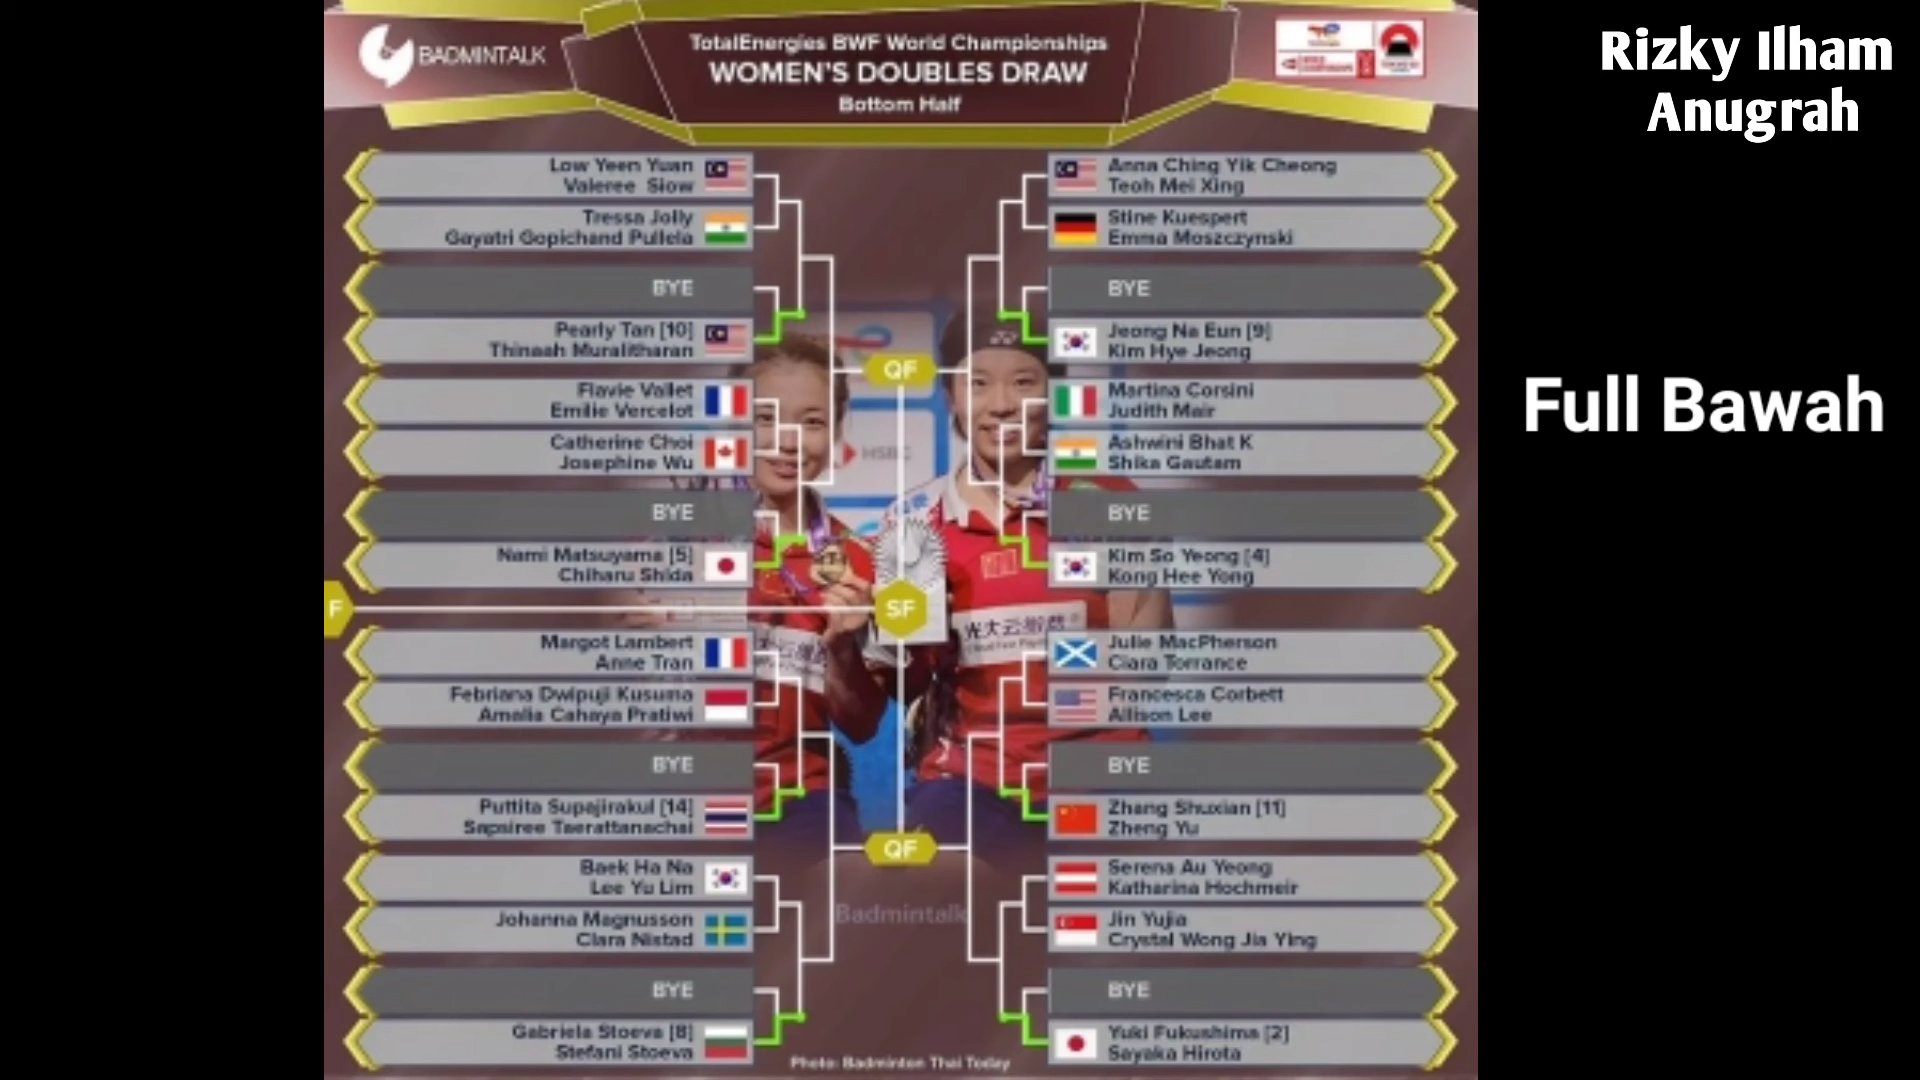 BADMINTALK
TotalEnergies BWF World Championships
WOMEN'S DOUBLES DRAW
Bottom Half
Rizky Ilham
Anugrah
Full Bawah
Low Yeen Yuan
Valeree Siow
Tressa Jolly
Gayatri Gopichand Pullela
BYE
Pearly Tan [10]
Thinaah Muralitharan
Flavie Vallet
Emilie Vercelot
Catherine Choi
Josephine Wu
BYE
Nami Matsuyama [5]
Chiharu Shida
Margot Lambert
Anne Tran
Febriana Dwipuji Kusuma
Amalia Cahaya Pratiwi
BYE
Puttita Supajirakul [14]
Sapsiree Taerattanachai
Baek Ha Na
Lee Yu Lim
Johanna Magnusson
Clara Nistad
BYE
Gabriela Stoeva [8]
Stefani Stoeva
F
QF
HSBC
SF
QF
Badmintalk
Photo: Badminton Thai Today
Anna Ching Yik Cheong
Teoh Mei Xing
Stine Kuespert
Emma Moszczynski
BYE
Jeong Na Eun [9]
Kim Hye Jeong
Martina Corsini
Judith Mair
Ashwini Bhat K
Shika Gautam
BYE
Kim So Yeong [4]
Kong Hee Yong
Julie MacPherson
Ciara Torrance
Francesca Corbett
Allison Lee
BYE
Zhang Shuxian [11]
Zheng Yu
Serena Au Yeong
Katharina Hochmeir
Jin Yujia
Crystal Wong Jia Ying
BYE
Yuki Fukushima [2]
Sayaka Hirota